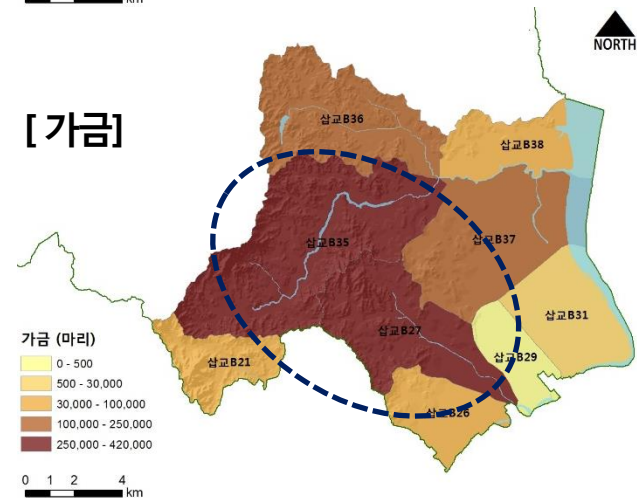 km
NORTH
[ 가금]
삽교B36
삽교B38
삽교B37
삽교B35
삽교B31
삽교B27
삽교B29
삽교B21
삽교B26
가금 (마리)
0 - 500
500 - 30,000
30,000 - 100,000
100,000 - 250,000
250,000 - 420,000
0 1 2 4
km